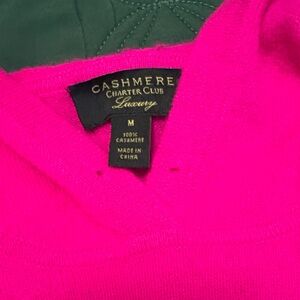 CASHMERE
CHARTER CLUB
Luxury
M
100%
CASHMERE
MADE IN
CHINA